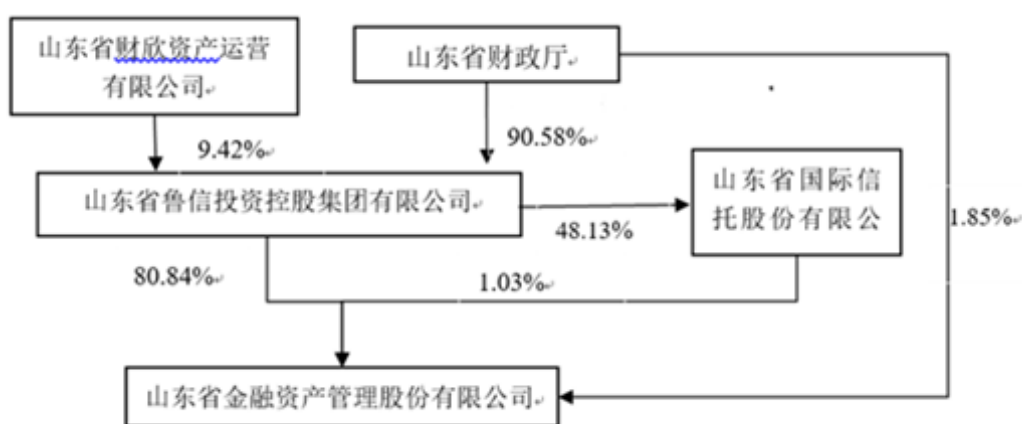 山东省财欣资产运营
有限公司
山东省财政厅
9.42%
90.58%
山东省鲁信投资控股集团有限公司
48.13%
山东省国际信
托股份有限公
1.85%
80.84%
1.03%
山东省金融资产管理股份有限公司